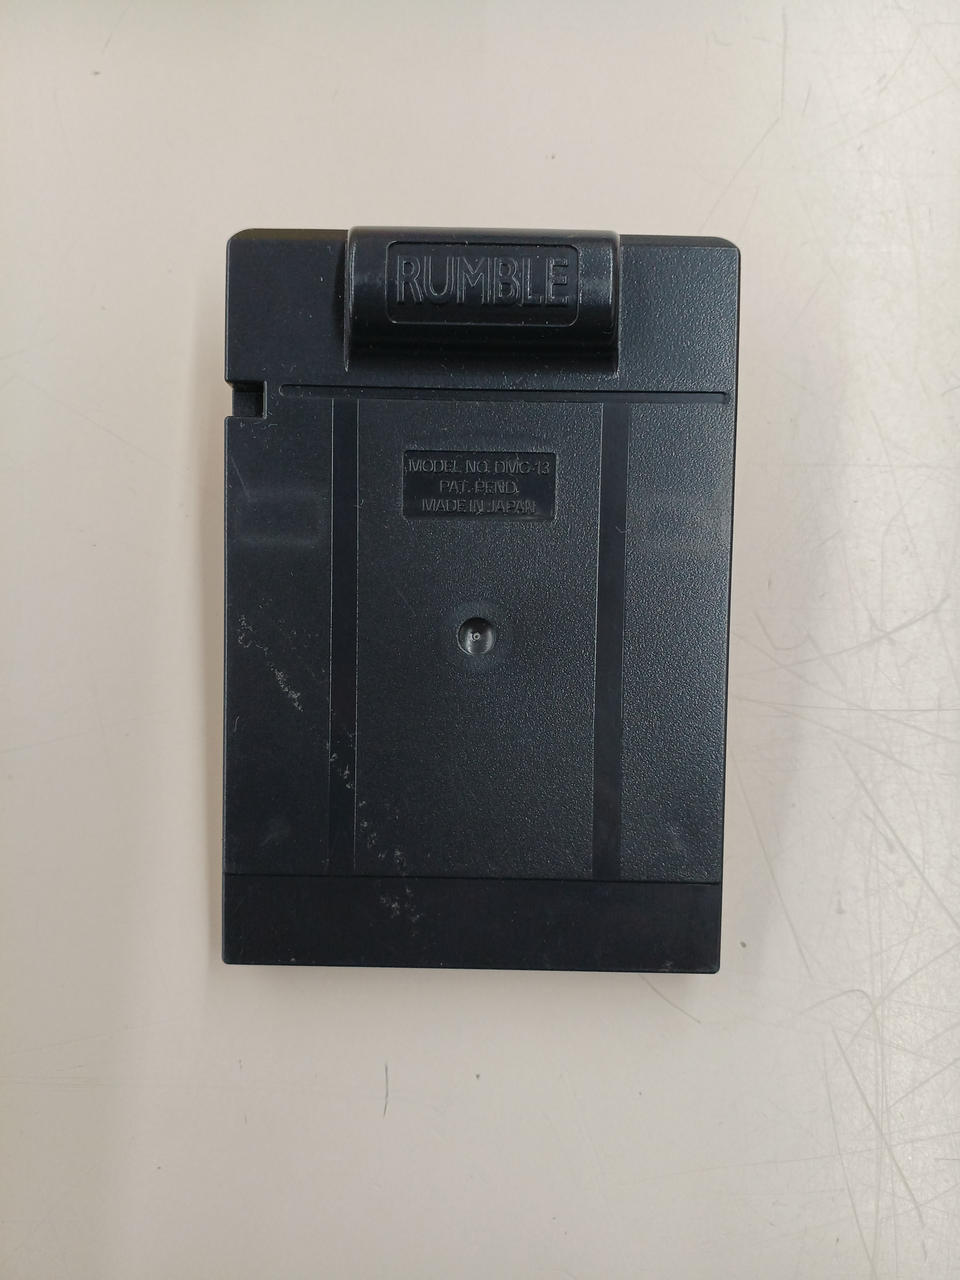 RUMBLE
MODEL NO. DMG-13
PAT. PEND.
MADE IN JAPAN